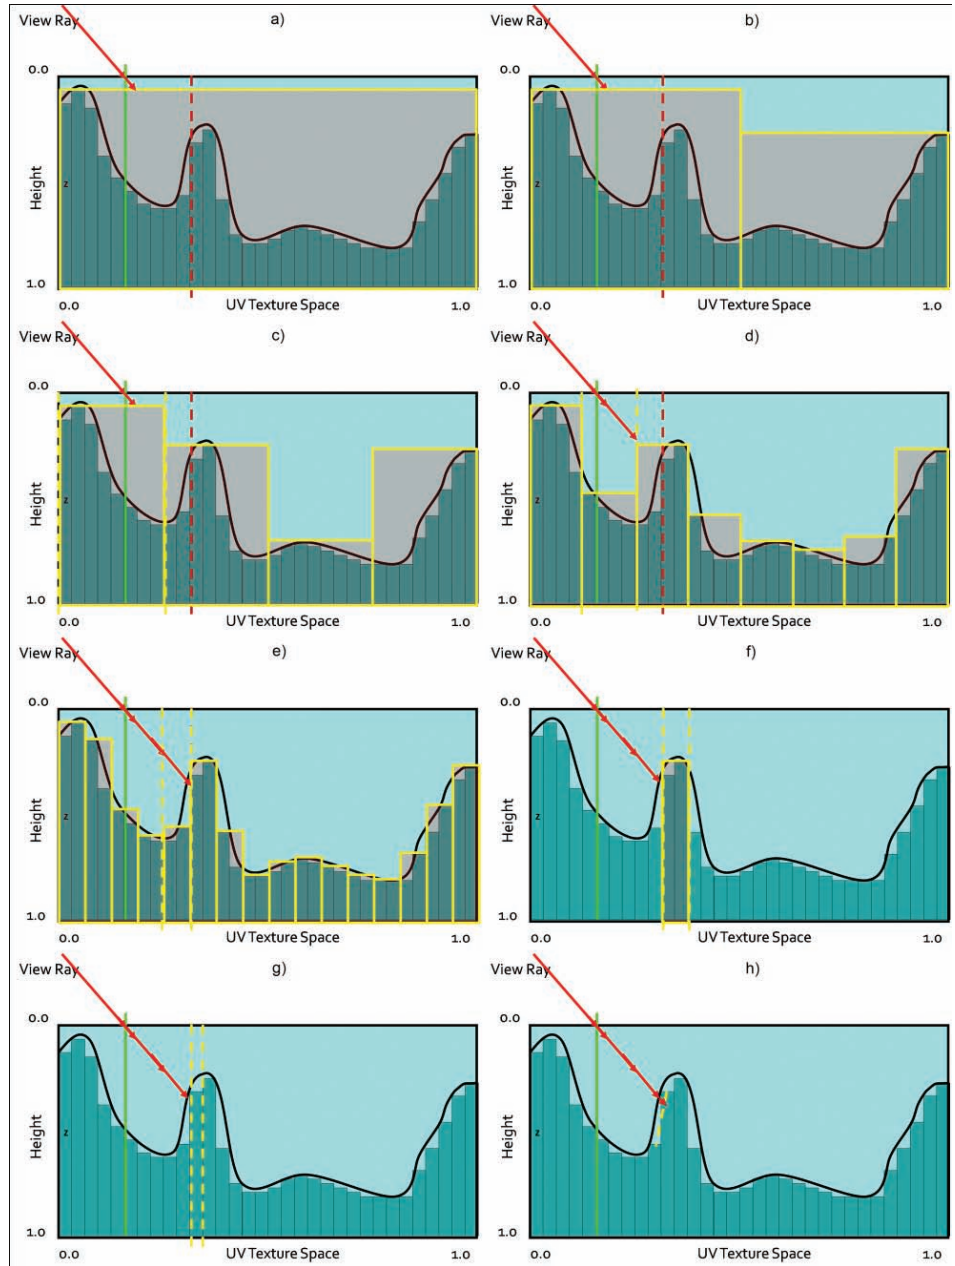 View Ray a)
0.0
Height
z
1.0
0.0 UV Texture Space 1.0
View Ray b)
0.0
Height
z
1.0
0.0 UV Texture Space 1.0
View Ray c)
0.0
Height
z
1.0
0.0 UV Texture Space 1.0
View Ray d)
0.0
Height
z
1.0
0.0 UV Texture Space 1.0
View Ray e)
0.0
Height
z
1.0
0.0 UV Texture Space 1.0
View Ray f)
0.0
Height
z
1.0
0.0 UV Texture Space 1.0
View Ray g)
0.0
Height
z
1.0
0.0 UV Texture Space 1.0
View Ray h)
0.0
Height
z
1.0
0.0 UV Texture Space 1.0